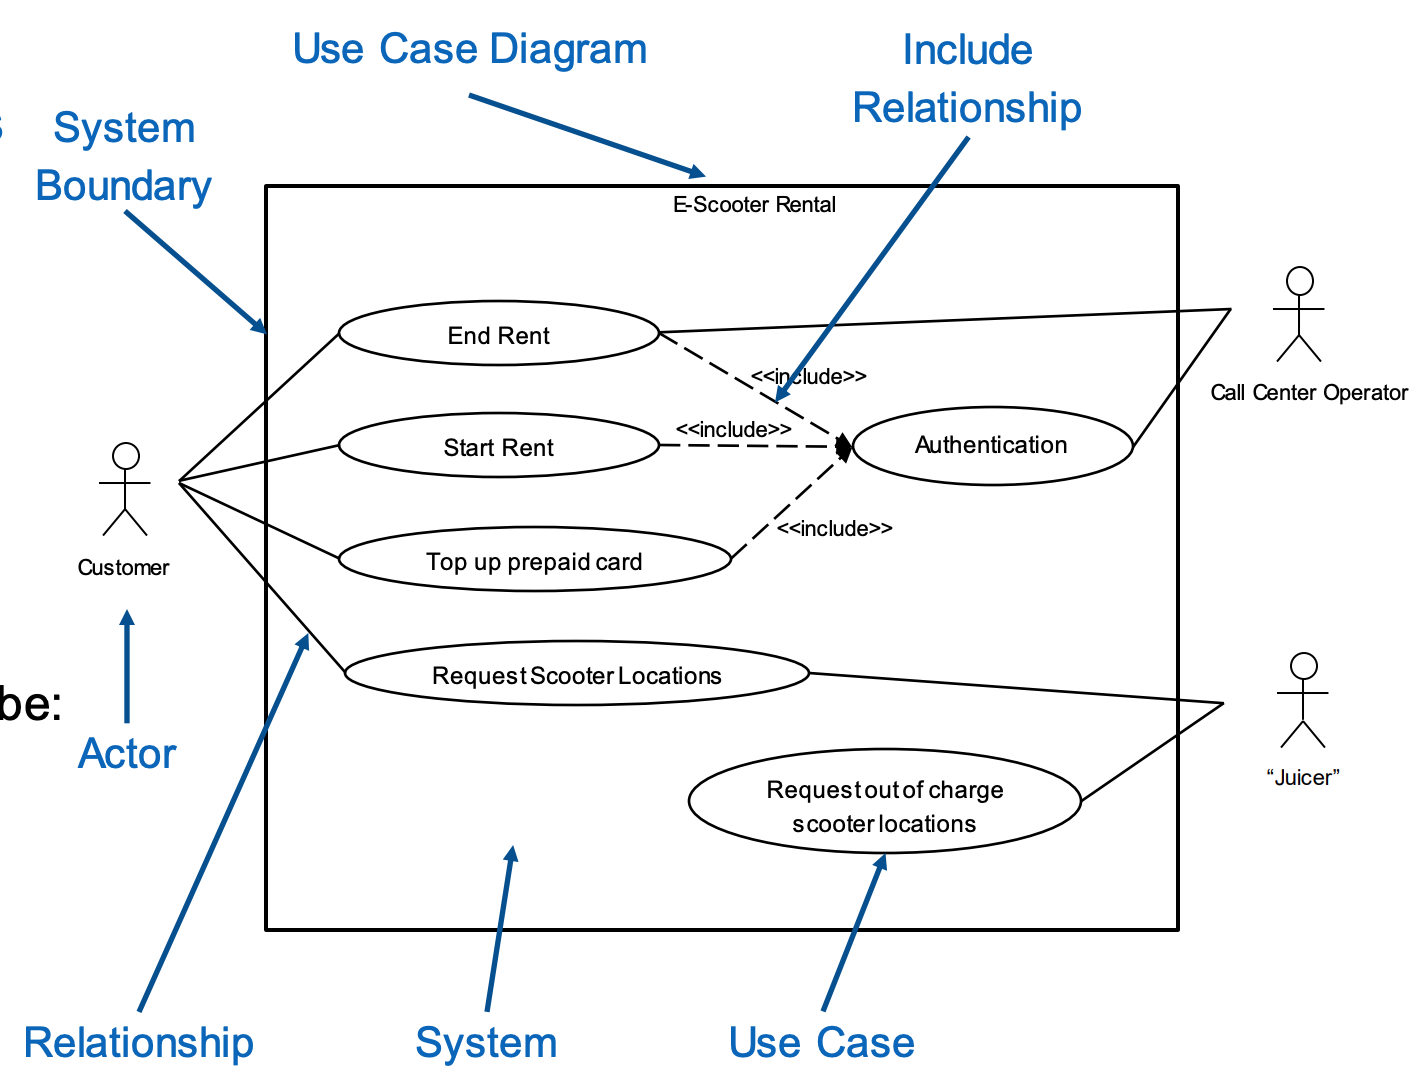 Use Case Diagram
Include
Relationship
s
System
Boundary
E-Scooter Rental
End Rent
<<include>>
Call Center Operator
Start Rent
<<include>>
Authentication
<<include>>
Customer
Top up prepaid card
Request Scooter Locations
be:
Actor
"Juicer"
Request out of charge
scooter locations
Relationship
System
Use Case